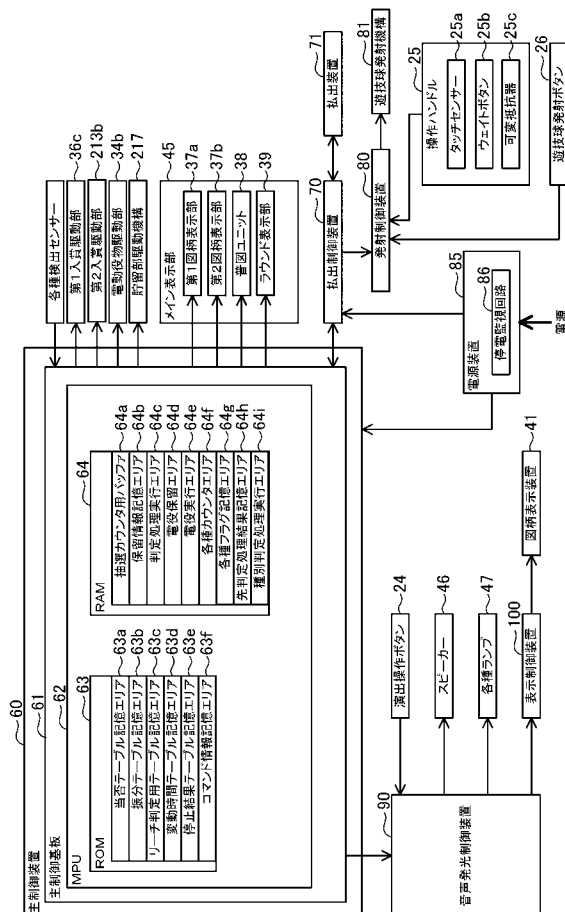 主制御装置
60
主制御基板
61
MPU
62
ROM
63
当否テーブル記憶エリア
63a
振分テーブル記憶エリア
63b
リーチ判定用テーブル記憶エリア
63c
変動時間テーブル記憶エリア
63d
停止結果テーブル記憶エリア
63e
コマンド情報記憶エリア
63f
RAM
64
抽選カウンタ用バッファ
64a
保留情報記憶エリア
64b
判定処理実行エリア
64c
電役保留エリア
64d
電役実行エリア
64e
各種カウンタエリア
64f
各種フラグ記憶エリア
64g
先判定処理結果記憶エリア
64h
種別判定処理実行エリア
64i
各種検出センサー
第1入賞駆動部
36c
第2入賞駆動部
213b
電動役物駆動部
34b
貯留部駆動機構
217
メイン表示部
45
第1図柄表示部
37a
第2図柄表示部
37b
普図ユニット
38
ラウンド表示部
39
払出制御装置
70
払出装置
71
発射制御装置
80
遊技球発射機構
81
操作ハンドル
25
タッチセンサー
25a
ウェイトボタン
25b
可変抵抗器
25c
遊技球発射ボタン
26
電源装置
85
停電監視回路
86
電源
音声発光制御装置
90
演出操作ボタン
24
スピーカー
46
各種ランプ
47
表示制御装置
100
図柄表示装置
41